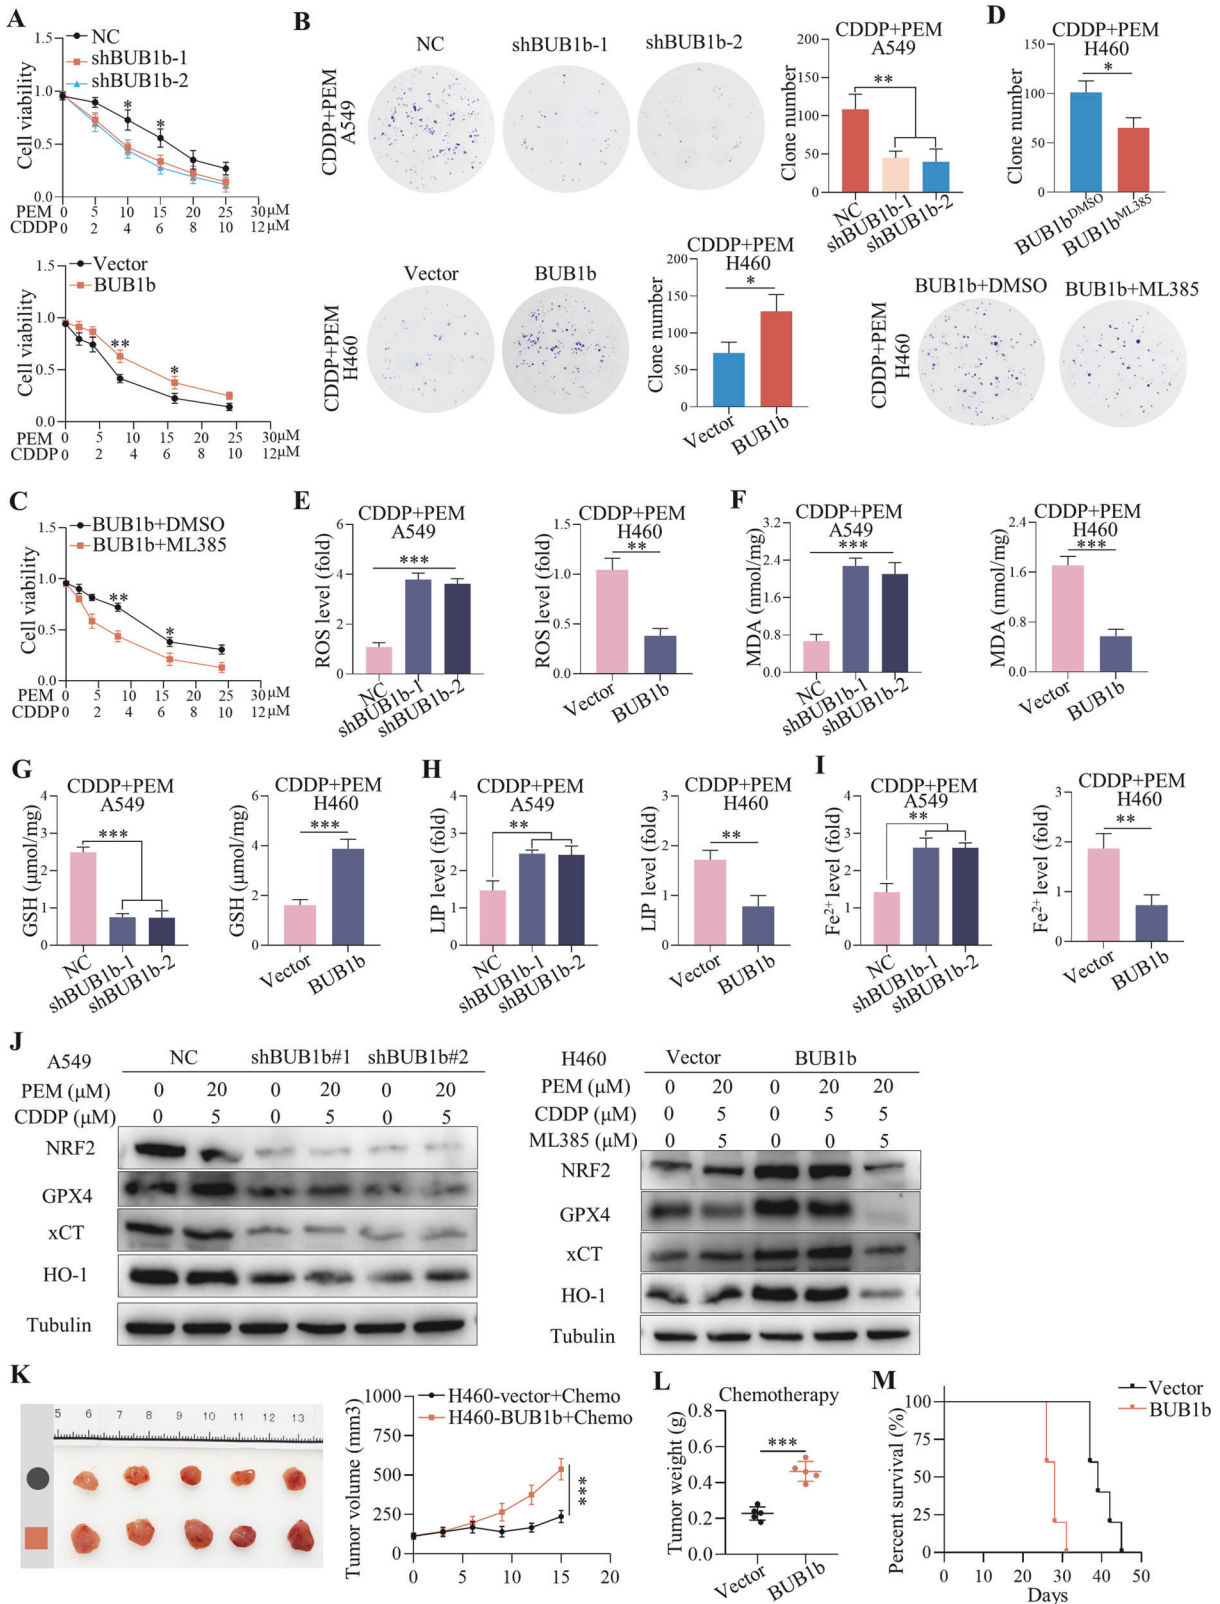 A
NC
shBUB1b-1
shBUB1b-2
Cell viability
1.5
1.0
0.5
0.0
*
*
PEM 0 5 10 15 20 25 30 μM
CDDP 0 2 4 6 8 10 12 μM
Vector
BUB1b
Cell viability
1.5
1.0
0.5
0.0
**
*
PEM 0 5 10 15 20 25 30 μM
CDDP 0 2 4 6 8 10 12 μM
B
NC shBUB1b-1 shBUB1b-2
CDDP+PEM
A549
CDDP+PEM
A549
Clone number
200
150
100
50
0
**
NC
shBUB1b-1
shBUB1b-2
Vector BUB1b
CDDP+PEM
H460
CDDP+PEM
H460
Clone number
200
150
100
50
0
*
Vector
BUB1b
D
CDDP+PEM
H460
Clone number
150
100
50
0
*
BUB1bDMSO
BUB1bML385
BUB1b+DMSO BUB1b+ML385
CDDP+PEM
H460
C
BUB1b+DMSO
BUB1b+ML385
Cell viability
1.5
1.0
0.5
0.0
**
*
PEM 0 5 10 15 20 25 30 μM
CDDP 0 2 4 6 8 10 12 μM
E
CDDP+PEM
A549
ROS level (fold)
6
4
2
0
***
NC
shBUB1b-1
shBUB1b-2
CDDP+PEM
H460
ROS level (fold)
1.5
1.0
0.5
0.0
**
Vector
BUB1b
F
CDDP+PEM
A549
MDA (nmol/mg)
3.2
2.4
1.6
0.8
0.0
***
NC
shBUB1b-1
shBUB1b-2
CDDP+PEM
H460
MDA (nmol/mg)
2.4
1.6
0.8
0.0
***
Vector
BUB1b
G
CDDP+PEM
A549
GSH (μmol/mg)
4
3
2
1
0
***
NC
shBUB1b-1
shBUB1b-2
CDDP+PEM
H460
GSH (μmol/mg)
6
4
2
0
***
Vector
BUB1b
H
CDDP+PEM
A549
LIP level (fold)
4
3
2
1
0
**
NC
shBUB1b-1
shBUB1b-2
CDDP+PEM
H460
LIP level (fold)
4
3
2
1
0
**
Vector
BUB1b
I
CDDP+PEM
A549
Fe2+ level (fold)
4
3
2
1
0
**
NC
shBUB1b-1
shBUB1b-2
CDDP+PEM
H460
Fe2+ level (fold)
3
2
1
0
**
Vector
BUB1b
J
A549 NC shBUB1b#1 shBUB1b#2
PEM (μM) 0 20 0 20 0 20
CDDP (μM) 0 5 0 5 0 5
NRF2
GPX4
xCT
HO-1
Tubulin
H460 Vector BUB1b
PEM (μM) 0 20 0 20 20
CDDP (μM) 0 5 0 5 5
ML385 (μM) 0 5 0 0 5
NRF2
GPX4
xCT
HO-1
Tubulin
K
5 6 7 8 9 10 11 12 13
H460-vector+Chemo
H460-BUB1b+Chemo
Tumor volume (mm3)
1000
750
500
250
0
***
0 5 10 15 20
L
Chemotherapy
Tumor weight (g)
0.8
0.6
0.4
0.2
0.0
***
Vector
BUB1b
M
Vector
BUB1b
Percent survival (%)
100
50
0
0 10 20 30 40 50
Days